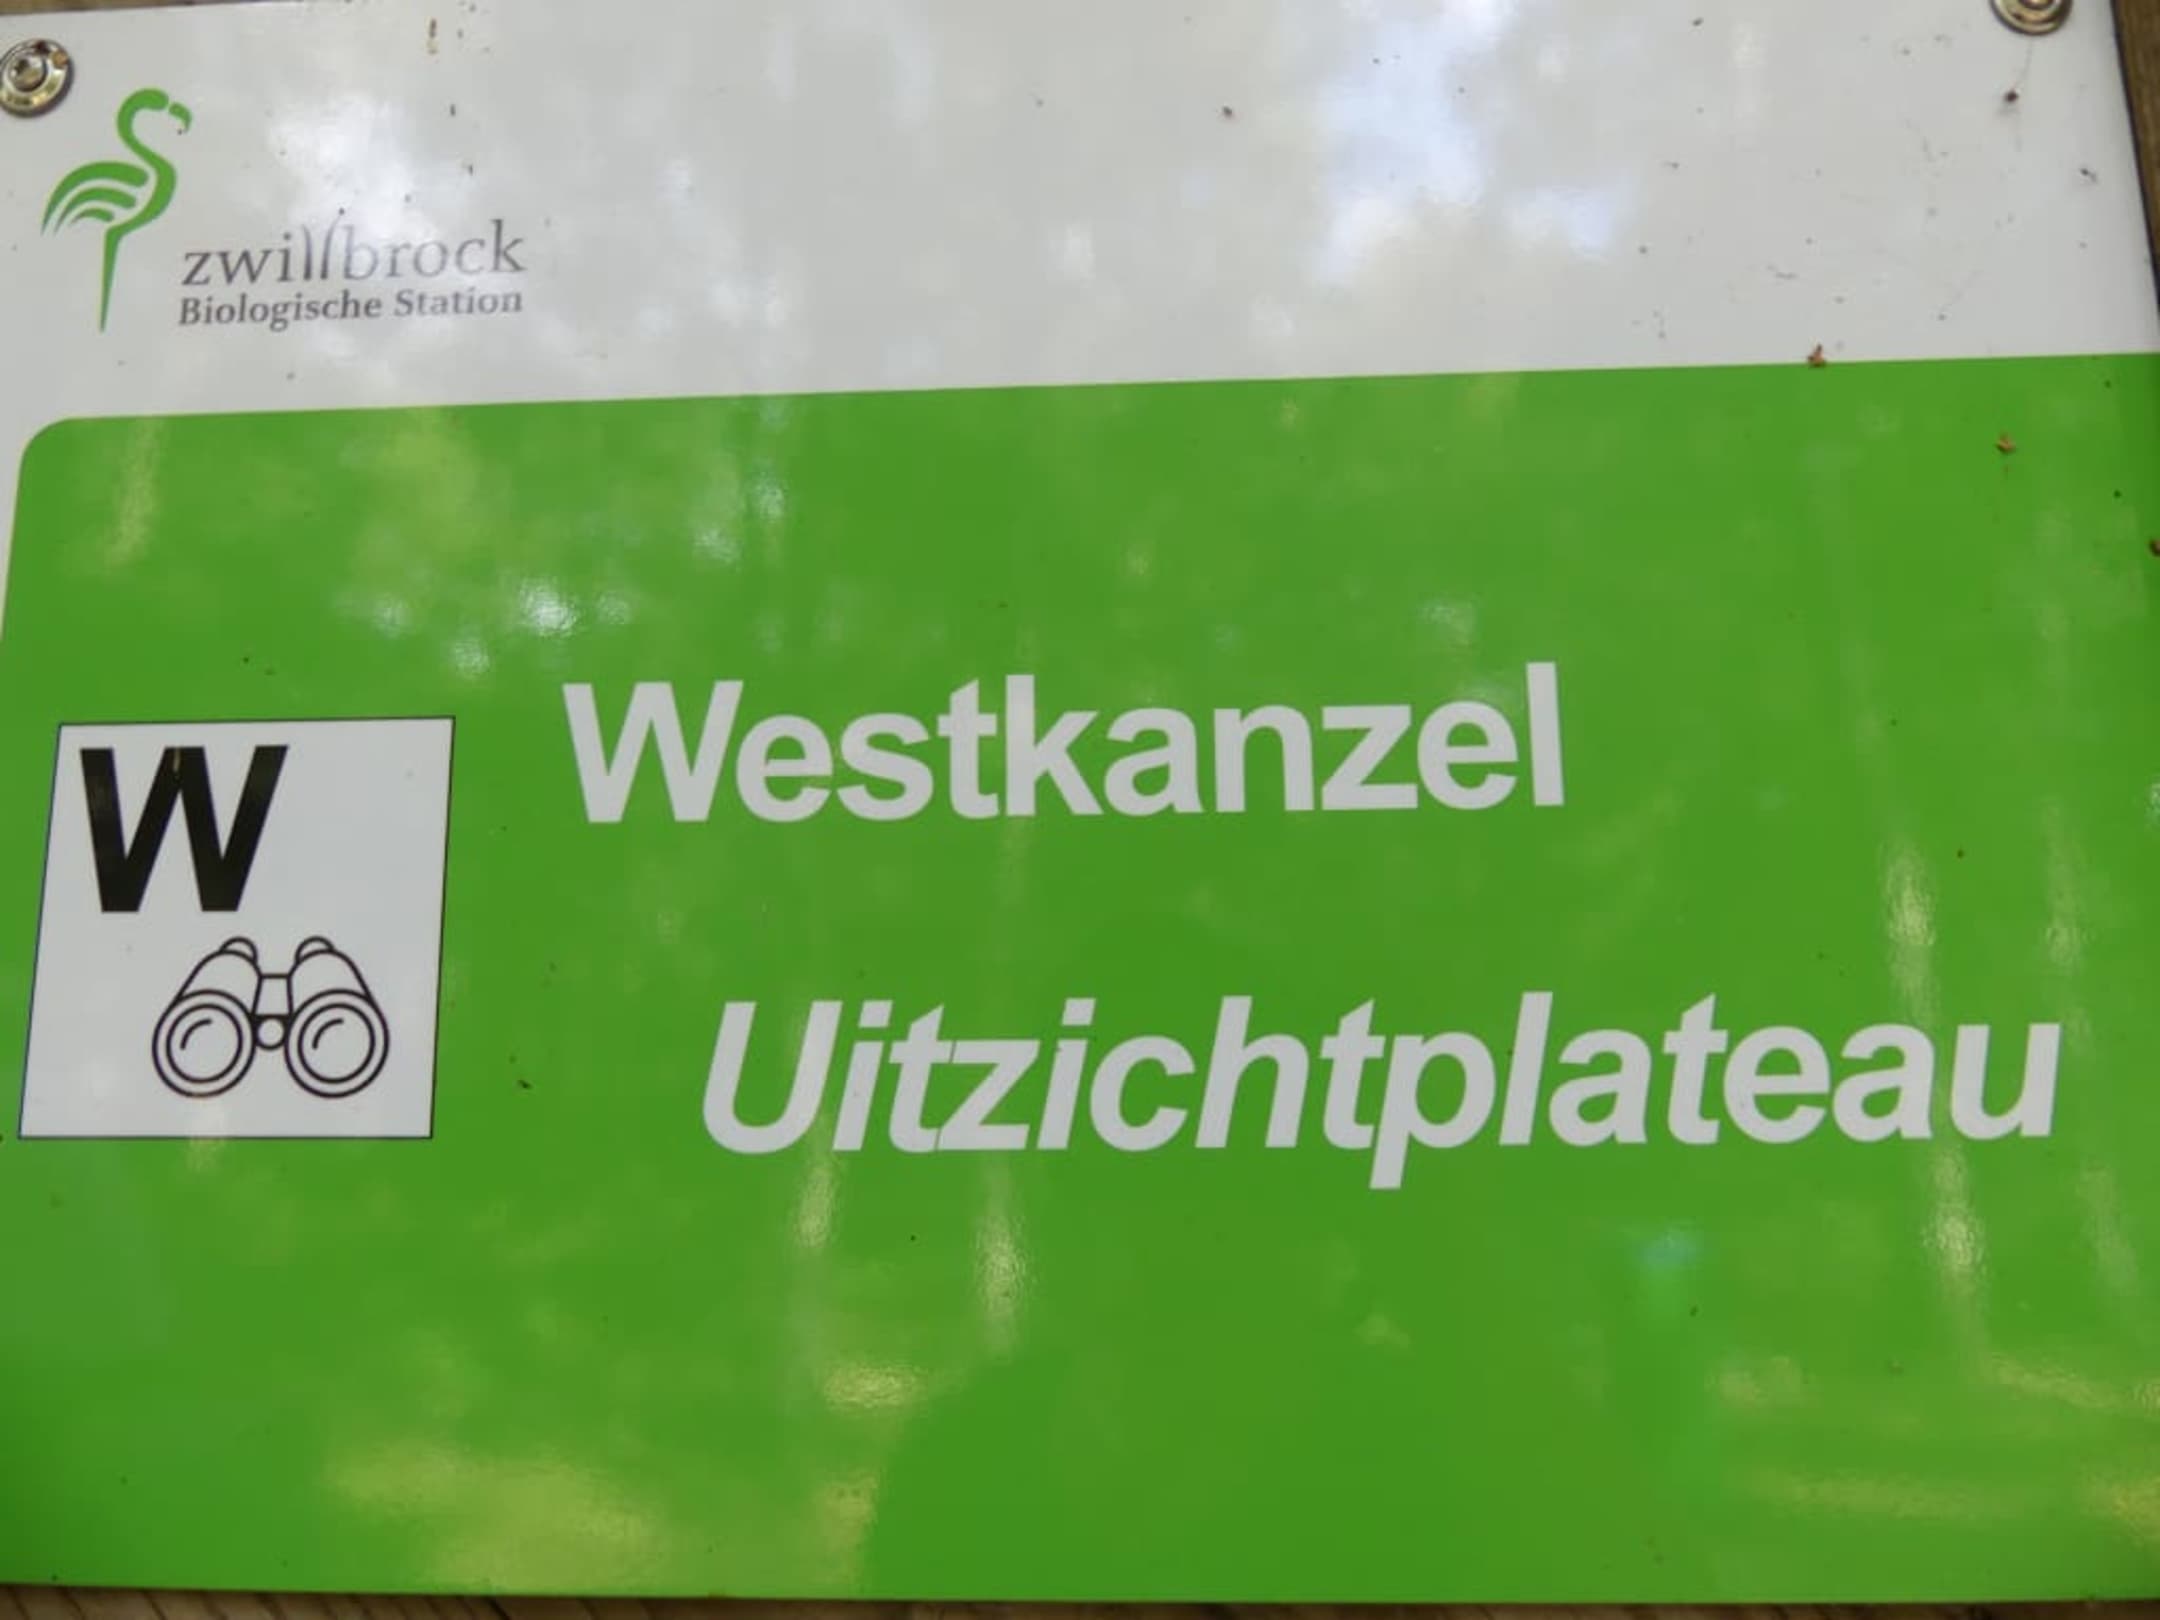 zwillbrock
Biologische Station
Westkanzel
W
Uitzichtplateau